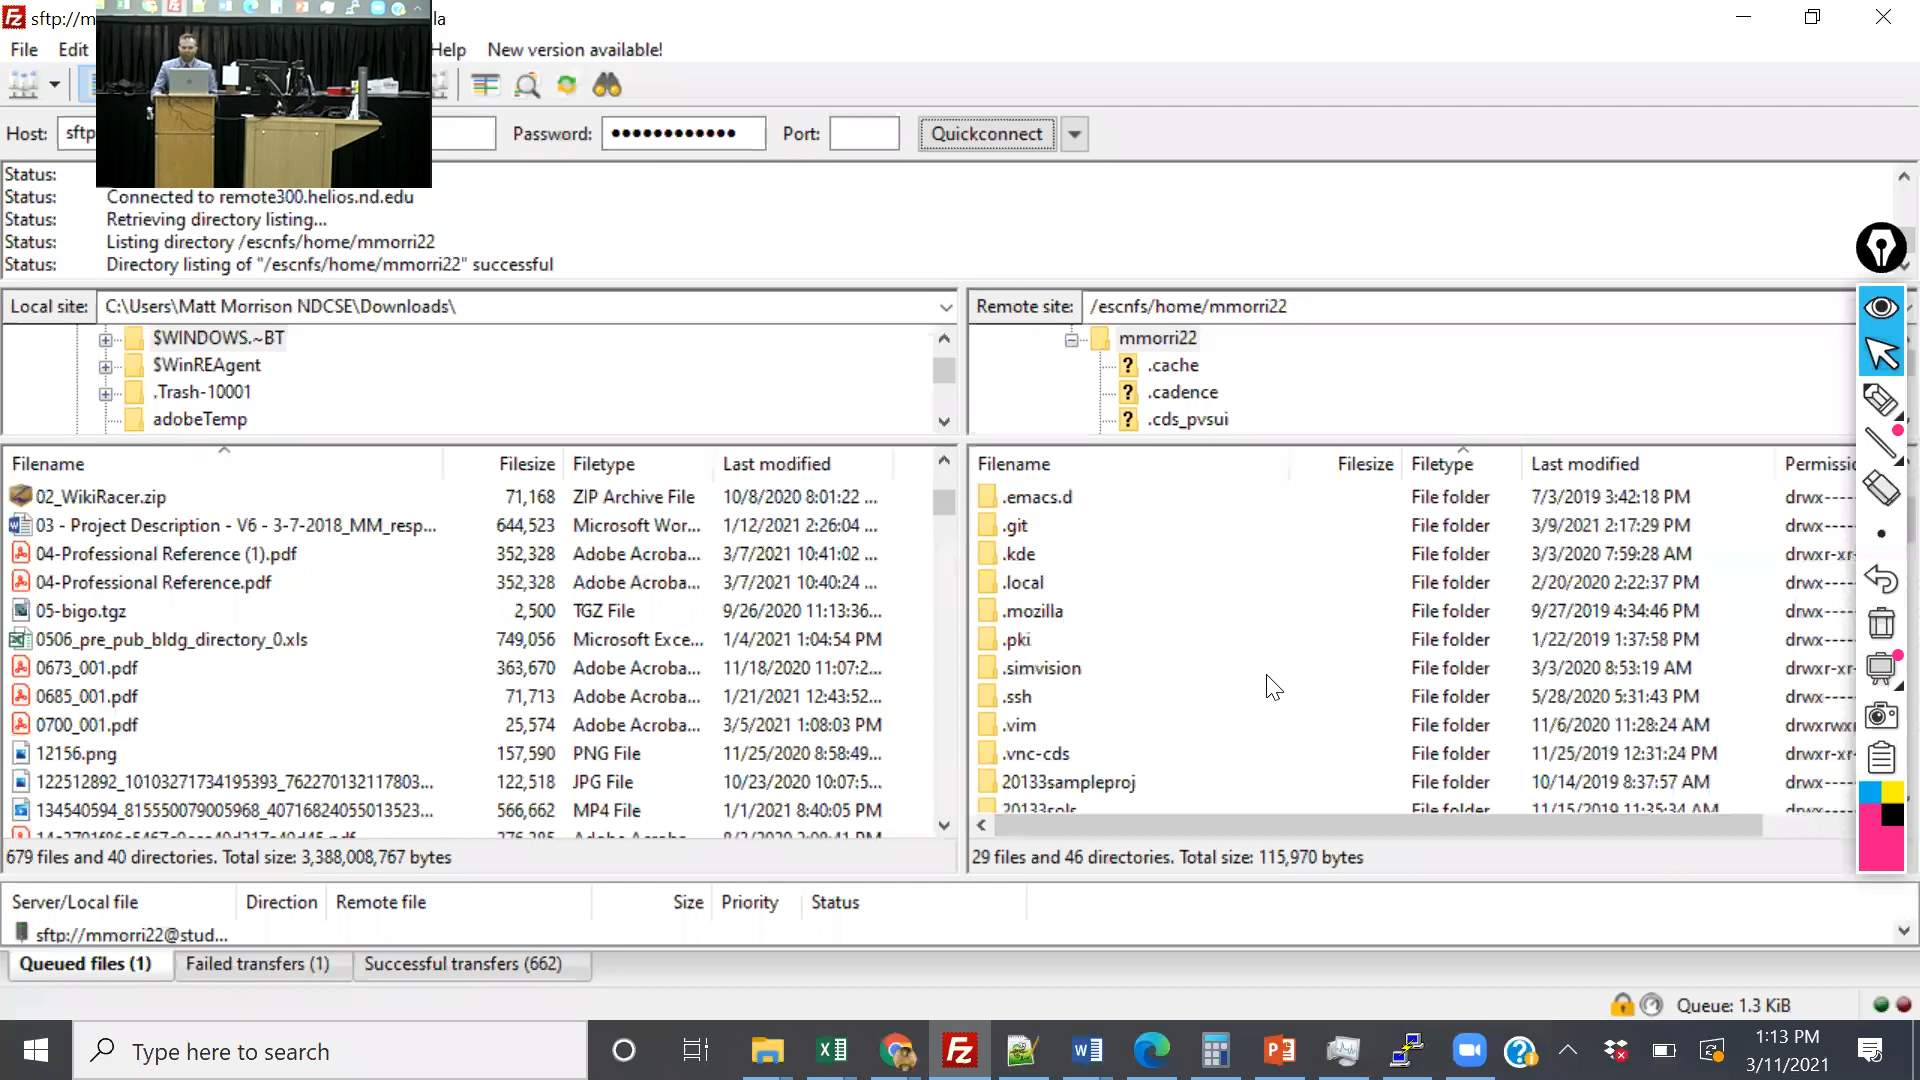 sftp://m la
File Edit Help New version available!
Host: sftp Password: ●●●●●●●●●●●● Port: Quickconnect
Status:
Status: Connected to remote300.helios.nd.edu
Status: Retrieving directory listing...
Status: Listing directory /escnfs/home/mmorri22
Status: Directory listing of "/escnfs/home/mmorri22" successful
Local site: C:\Users\Matt Morrison NDCSE\Downloads\
$WINDOWS.~BT
$WinREAgent
.Trash-10001
adobeTemp
Remote site: /escnfs/home/mmorri22
mmorri22
? .cache
? .cadence
? .cds_pvsui
Filename Filesize Filetype Last modified
02_WikiRacer.zip 71,168 ZIP Archive File 10/8/2020 8:01:22 ...
03 - Project Description - V6 - 3-7-2018_MM_resp... 644,523 Microsoft Wor... 1/12/2021 2:26:04 ...
04-Professional Reference (1).pdf 352,328 Adobe Acroba... 3/7/2021 10:41:02 ...
04-Professional Reference.pdf 352,328 Adobe Acroba... 3/7/2021 10:40:24 ...
05-bigo.tgz 2,500 TGZ File 9/26/2020 11:13:36...
0506_pre_pub_bldg_directory_0.xls 749,056 Microsoft Exce... 1/4/2021 1:04:54 PM
0673_001.pdf 363,670 Adobe Acroba... 11/18/2020 11:07:2...
0685_001.pdf 71,713 Adobe Acroba... 1/21/2021 12:43:52...
0700_001.pdf 25,574 Adobe Acroba... 3/5/2021 1:08:03 PM
12156.png 157,590 PNG File 11/25/2020 8:58:49...
122512892_10103271734195393_762270132117803... 122,518 JPG File 10/23/2020 10:07:5...
134540594_815550079005968_40716824055013523... 566,662 MP4 File 1/1/2021 8:40:05 PM
679 files and 40 directories. Total size: 3,388,008,767 bytes
Filename Filesize Filetype Last modified Permissi
.emacs.d File folder 7/3/2019 3:42:18 PM drwx-----
.git File folder 3/9/2021 2:17:29 PM drwx-----
.kde File folder 3/3/2020 7:59:28 AM drwxr-xr-
.local File folder 2/20/2020 2:22:37 PM drwx-----
.mozilla File folder 9/27/2019 4:34:46 PM drwx-----
.pki File folder 1/22/2019 1:37:58 PM drwx-----
.simvision File folder 3/3/2020 8:53:19 AM drwxr-xr-
.ssh File folder 5/28/2020 5:31:43 PM drwx-----
.vim File folder 11/6/2020 11:28:24 AM drwxrwx
.vnc-cds File folder 11/25/2019 12:31:24 PM drwxr-xr-
20133sampleproj File folder 10/14/2019 8:37:57 AM drwx-----
20133sols File folder 11/15/2019 11:35:34 AM
29 files and 46 directories. Total size: 115,970 bytes
Server/Local file Direction Remote file Size Priority Status
sftp://mmorri22@stud...
Queued files (1) Failed transfers (1) Successful transfers (662)
Queue: 1.3 KiB
Type here to search
1:13 PM
3/11/2021